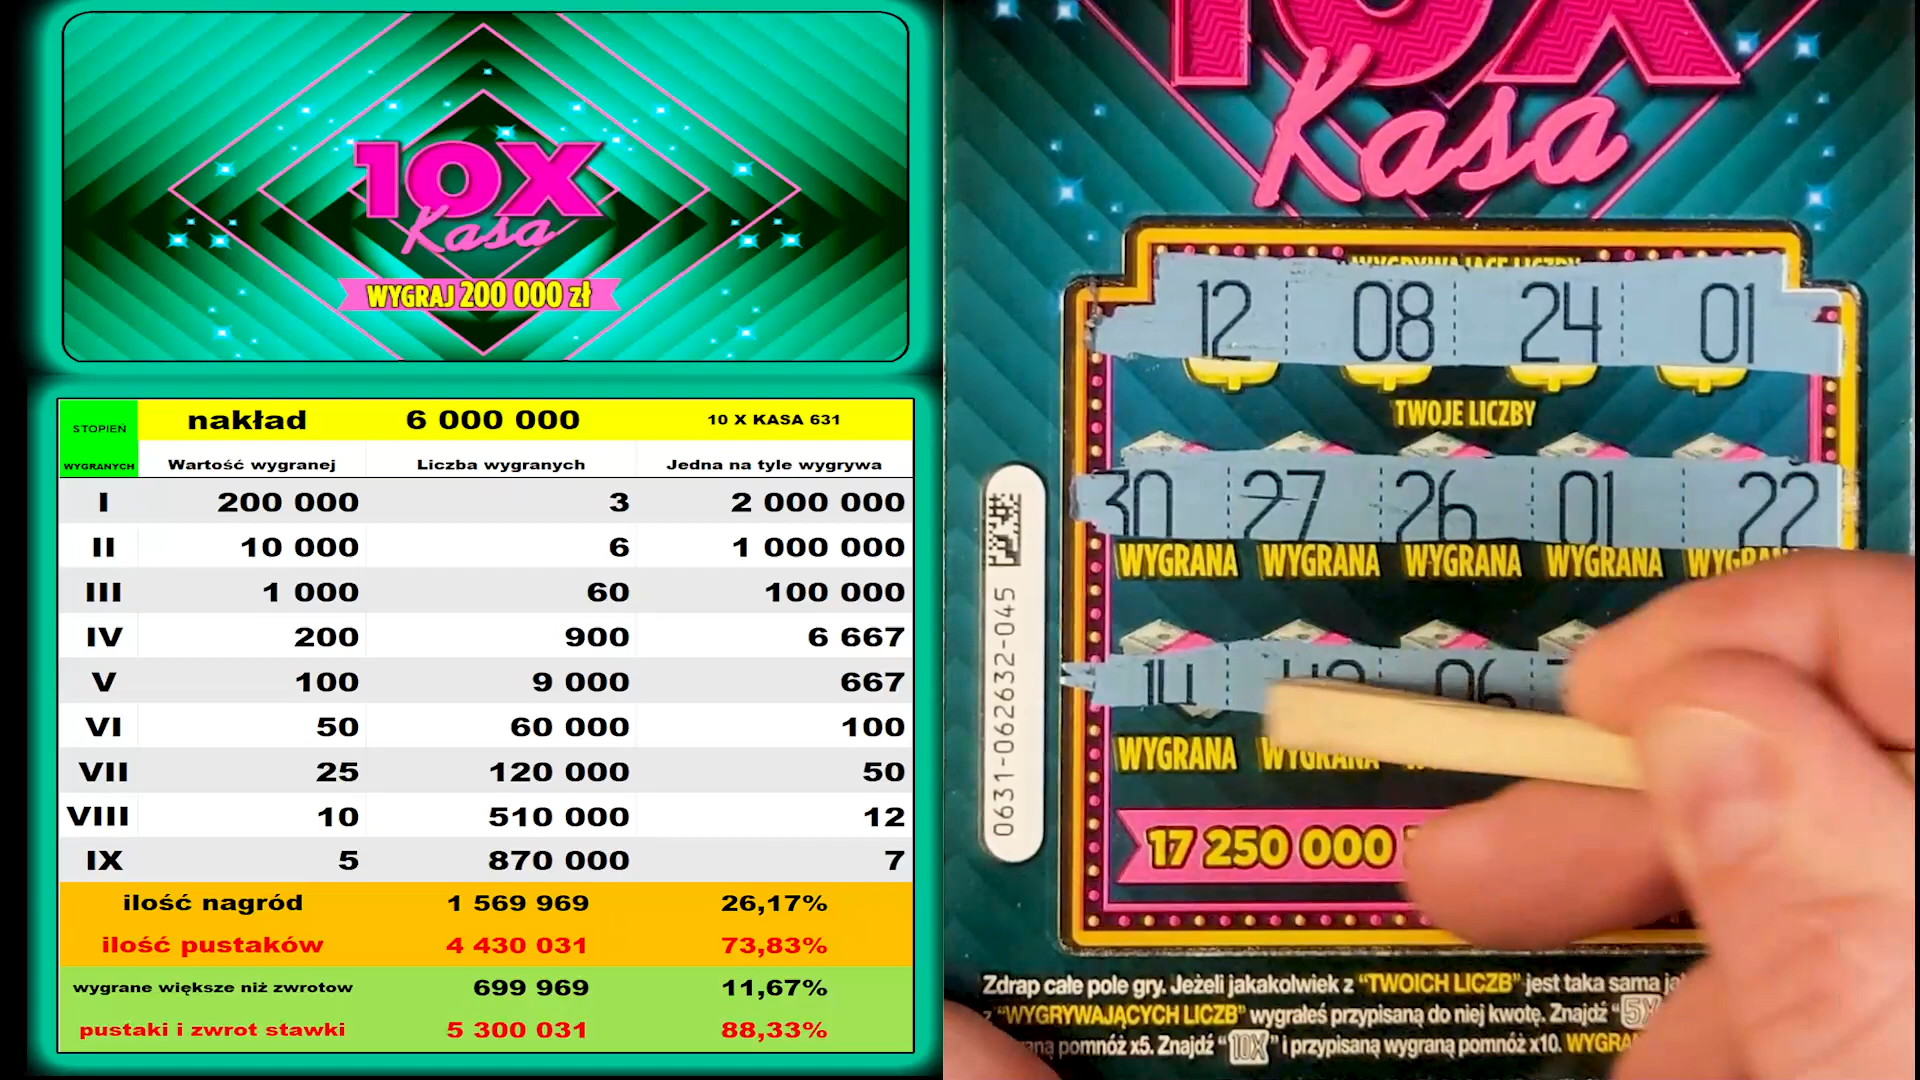 10X
Kasa
WYGRAJ 200 000 zł
STOPIEŃ WYGRANYCH
nakład 6 000 000 10 X KASA 631
Wartość wygranej Liczba wygranych Jedna na tyle wygrywa
I 200 000 3 2 000 000
II 10 000 6 1 000 000
III 1 000 60 100 000
IV 200 900 6 667
V 100 9 000 667
VI 50 60 000 100
VII 25 120 000 50
VIII 10 510 000 12
IX 5 870 000 7
ilość nagród 1 569 969 26,17%
ilość pustaków 4 430 031 73,83%
wygrane większe niż zwrotow 699 969 11,67%
pustaki i zwrot stawki 5 300 031 88,33%
10X
Kasa
WYGRYWAJĄCE LICZBY
12 08 24 01
TWOJE LICZBY
30 27 26 01 22
WYGRANA WYGRANA WYGRANA WYGRANA WYGRANA
14 06
WYGRANA WYGRANA
17 250 000
0631-062632-045
Zdrap całe pole gry. Jeżeli jakakolwiek z “TWOICH LICZB” jest taka sama
z “WYGRYWAJĄCYCH LICZB” wygrałeś przypisaną do niej kwotę. Znajdź “5X
pomnóż x5. Znajdź “10X” i przypisaną wygraną pomnóż x10.